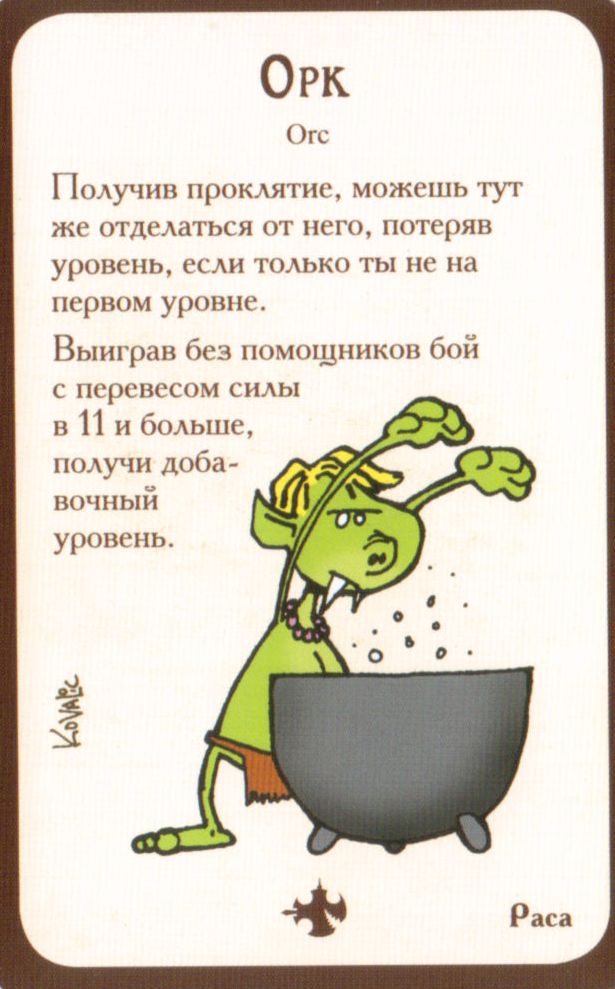 Орк
Orc
Получив проклятие, можешь тут
же отделаться от него, потеряв
уровень, если только ты не на
первом уровне.
Выиграв без помощников бой
с перевесом силы
в 11 и больше,
получи доба-
вочный
уровень.
Kovalic
Раса